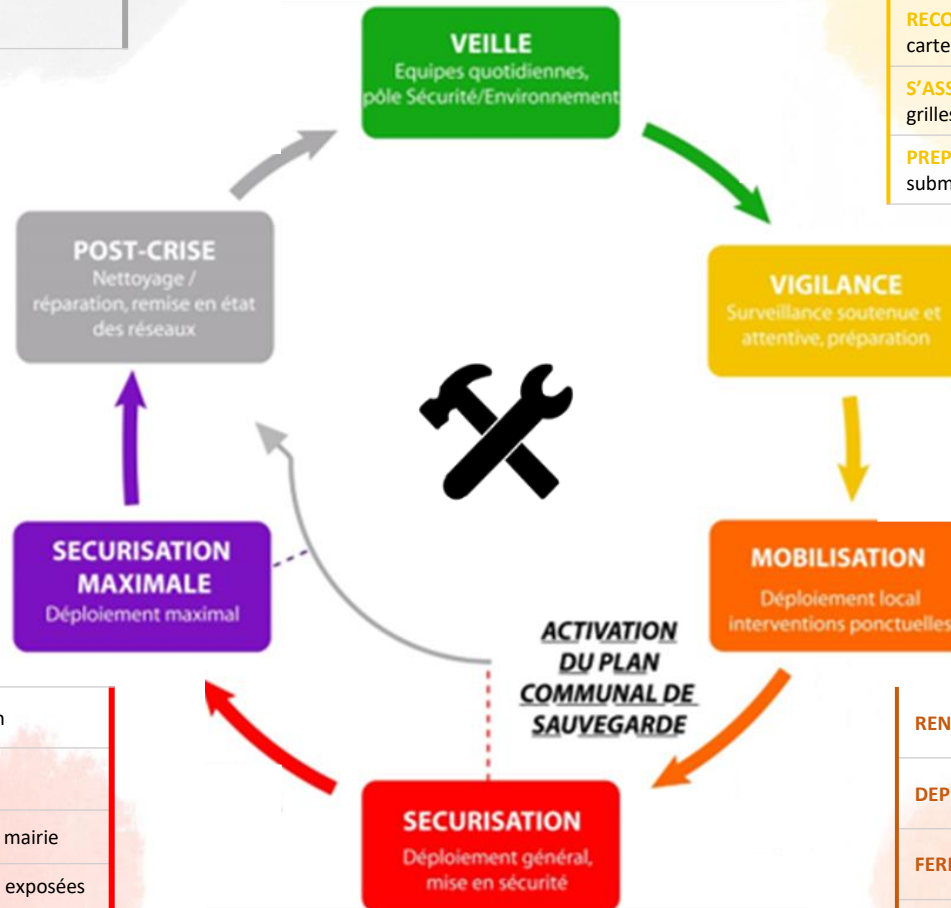 VEILLE
Equipes quotidiennes,
pôle Sécurité/Environnement
carte
grilles
VIGILANCE
Surveillance soutenue et
attentive, préparation
MOBILISATION
Déploiement local
interventions ponctuelles
ACTIVATION
DU PLAN
COMMUNAL DE
SAUVEGARDE
SECURISATION
Déploiement général,
mise en sécurité
SECURISATION
MAXIMALE
Déploiement maximal
POST-CRISE
Nettoyage /
réparation, remise en état
des réseaux
mairie
exposées